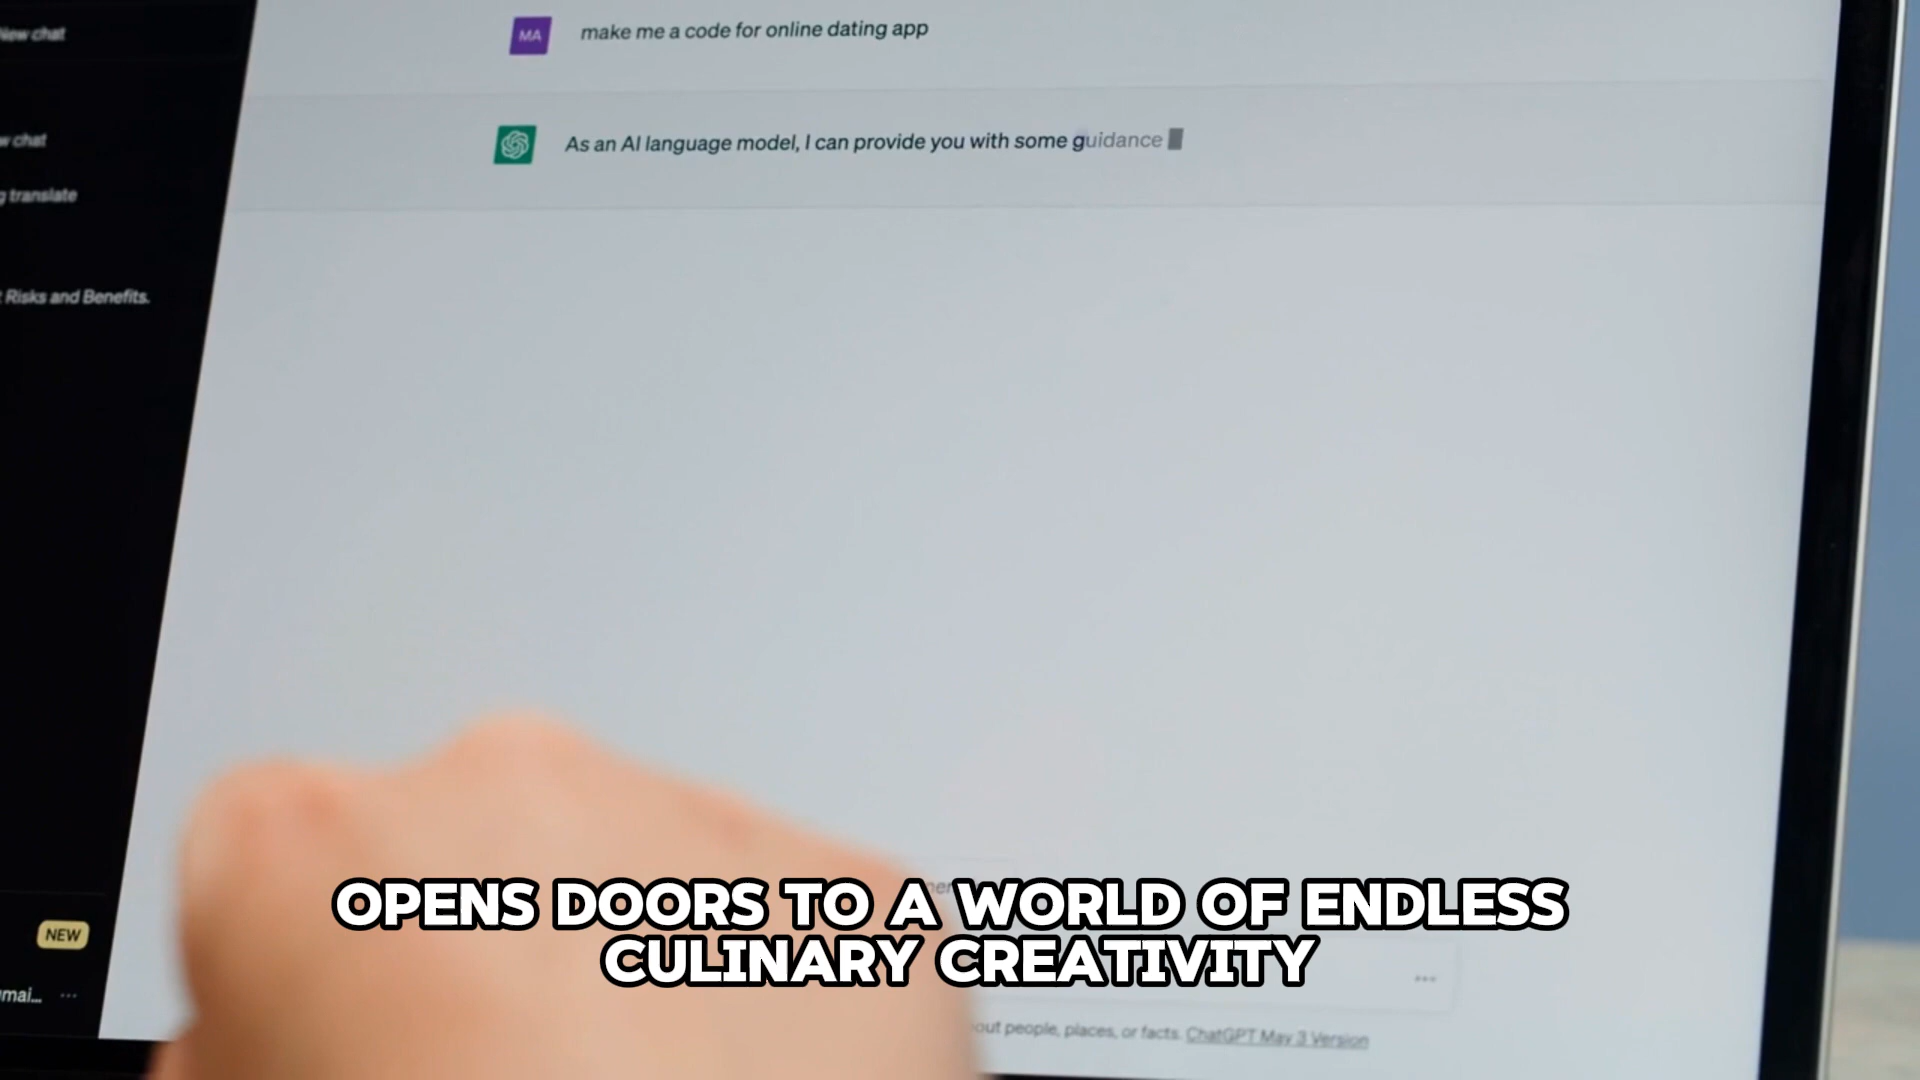 New chat
MA
make me a code for online dating app
w chat
As an AI language model, I can provide you with some guidance
translate
Risks and Benefits.
OPENS DOORS TO A WORLD OF ENDLESS
CULINARY CREATIVITY
NEW
mai... ...
...
out people, places, or facts. ChatGPT May 3 Version